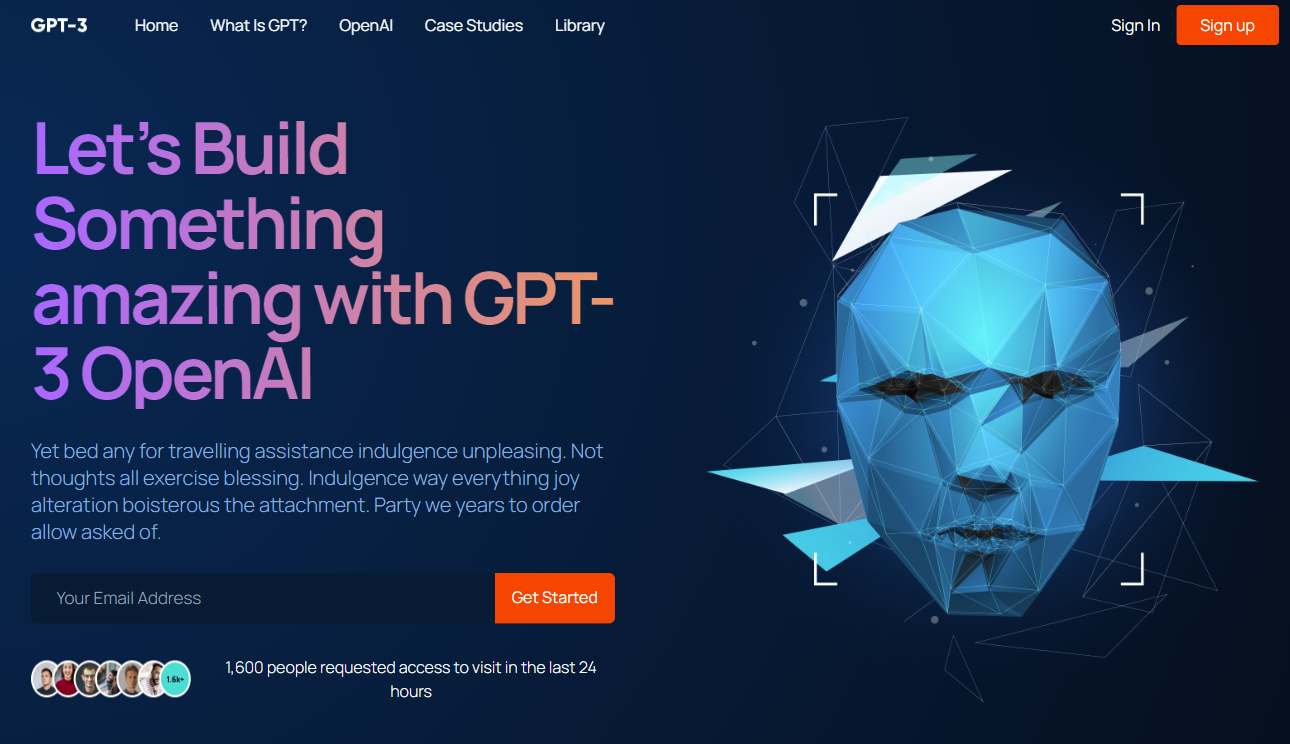 GPT-3
Home
What Is GPT?
OpenAI
Case Studies
Library
Sign In
Sign up
Let’s Build
Something
amazing with GPT-
3 OpenAI
Yet bed any for travelling assistance indulgence unpleasing. Not
thoughts all exercise blessing. Indulgence way everything joy
alteration boisterous the attachment. Party we years to order
allow asked of.
Your Email Address
Get Started
1.6k+
1,600 people requested access to visit in the last 24
hours